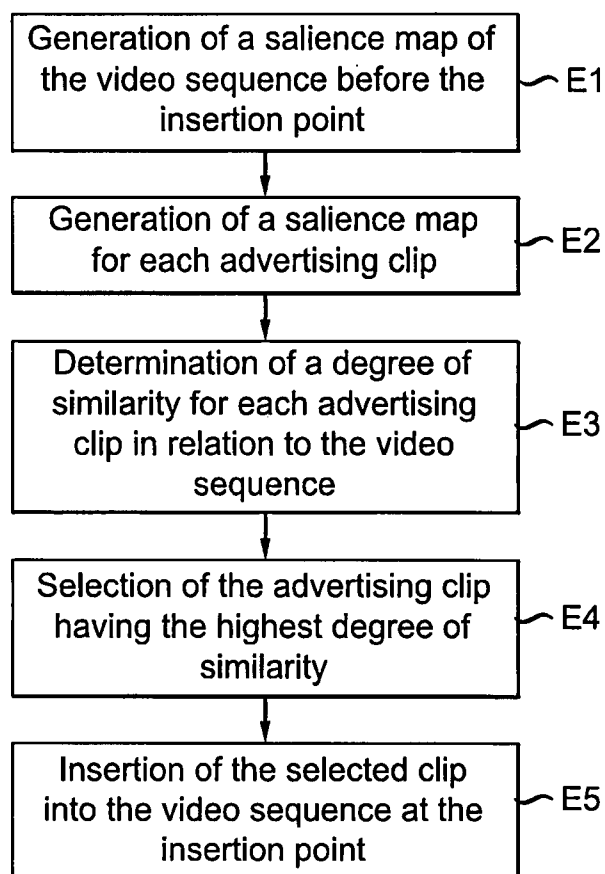 Generation of a salience map of
the video sequence before the
insertion point
E1
Generation of a salience map
for each advertising clip
E2
Determination of a degree of
similarity for each advertising
clip in relation to the video
sequence
E3
Selection of the advertising clip
having the highest degree of
similarity
E4
Insertion of the selected clip
into the video sequence at the
insertion point
E5